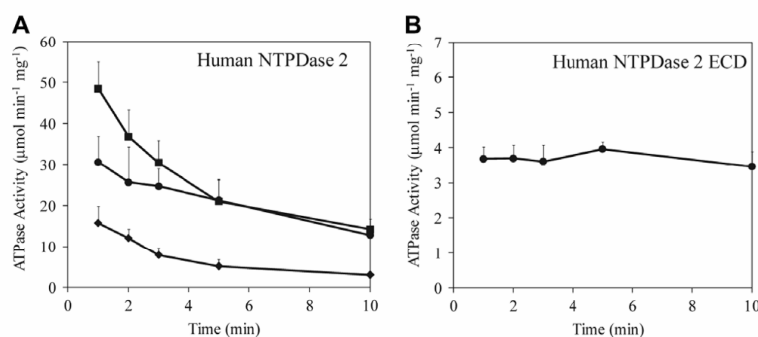 A
B
Human NTPDase 2
Human NTPDase 2 ECD
ATPase Activity (μmol min⁻¹ mg⁻¹)
60
50
40
30
20
10
0
0 2 4 6 8 10
Time (min)
ATPase Activity (μmol min⁻¹ mg⁻¹)
7
6
5
4
3
2
1
0
0 2 4 6 8 10
Time (min)